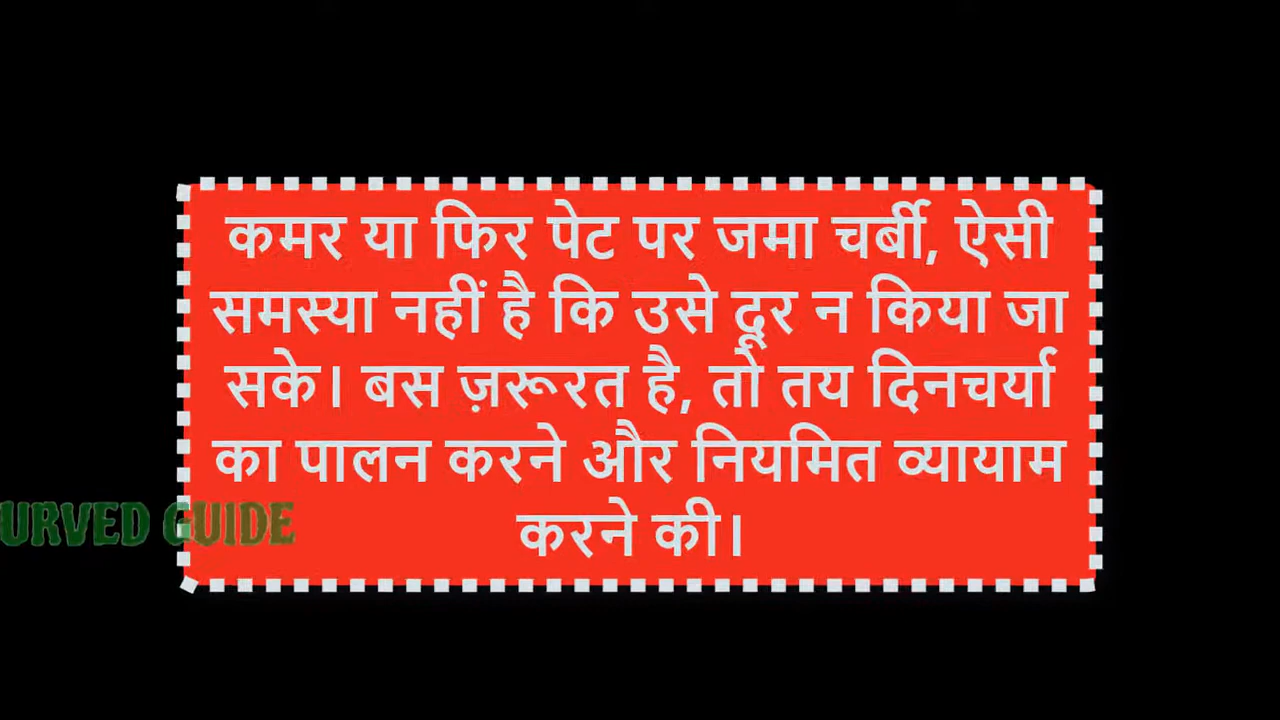 कमर या फिर पेट पर जमा चर्बी, ऐसी
समस्या नहीं है कि उसे दूर न किया जा
सके। बस ज़रूरत है, तो तय दिनचर्या
का पालन करने और नियमित व्यायाम
करने की।
URVED GUIDE